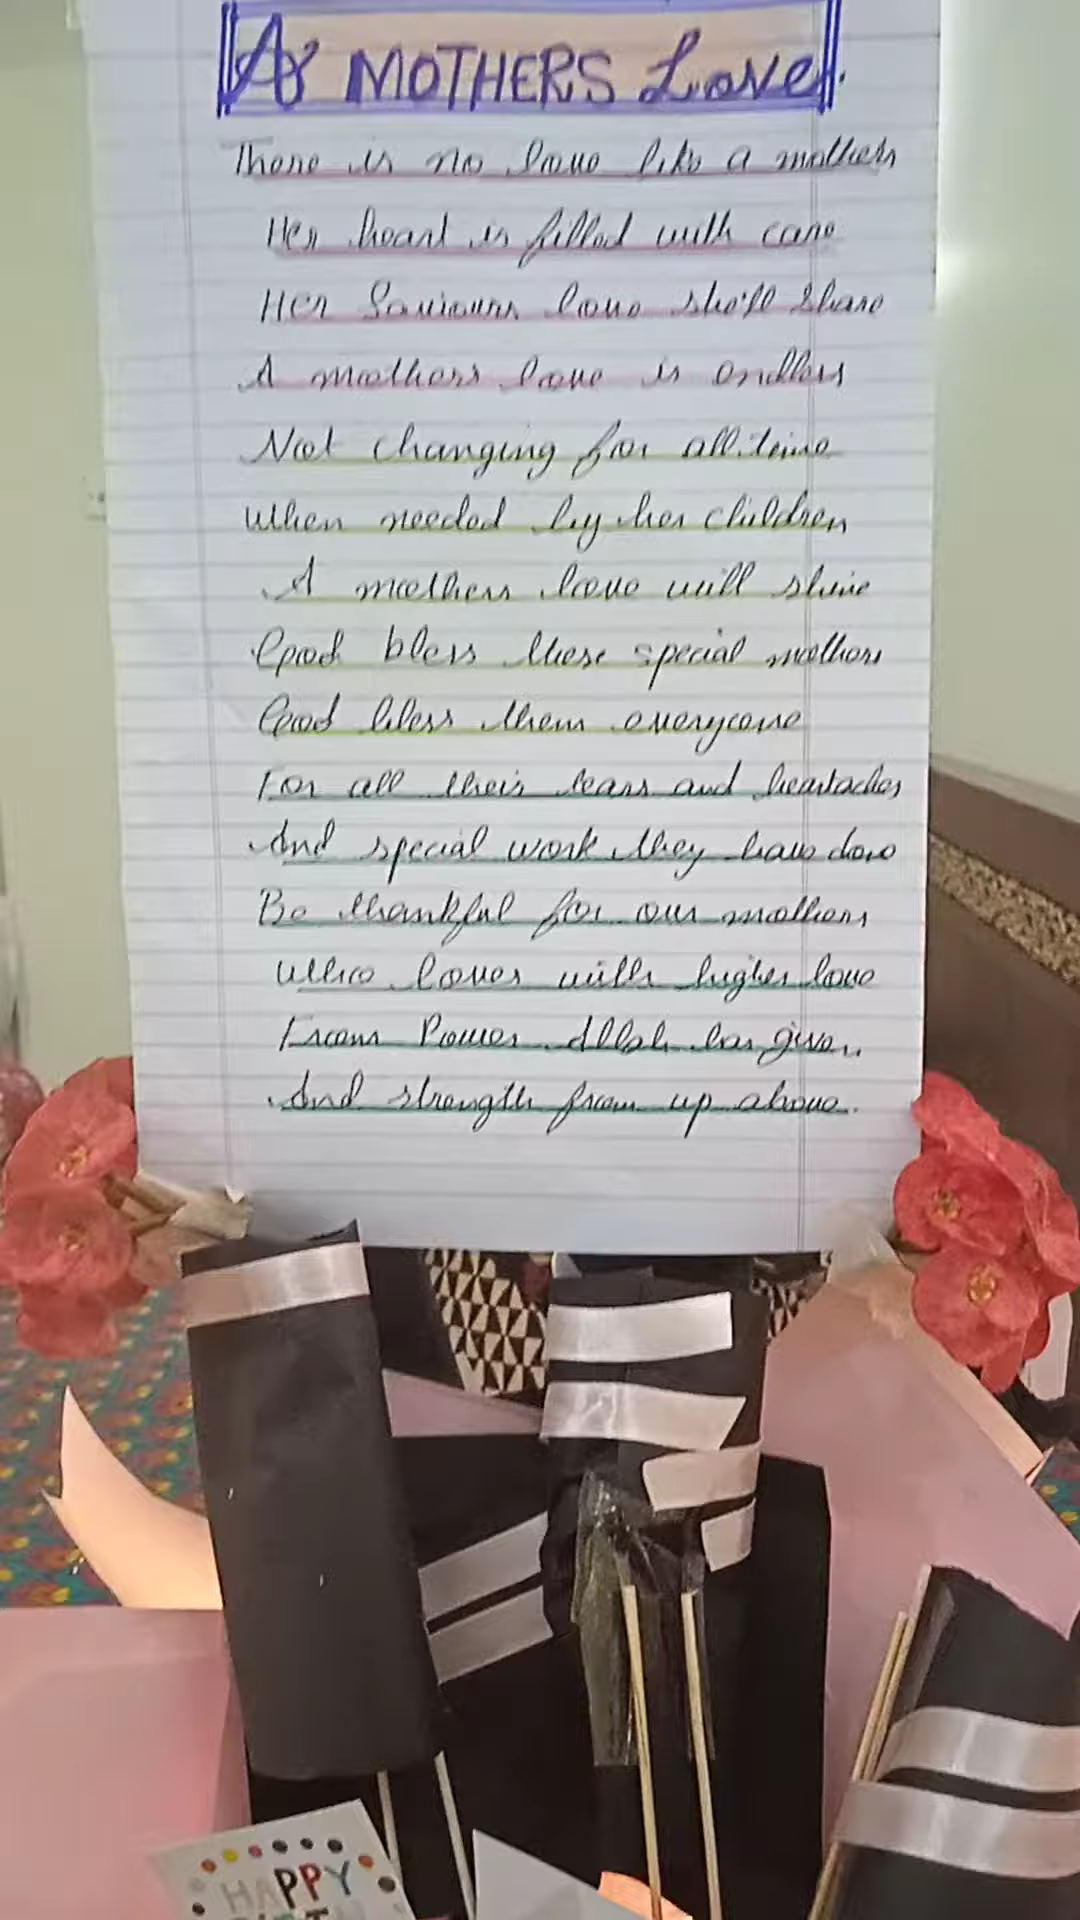 A MOTHERS Love.
There is no love like a mothers
Her heart is filled with care
Her Saviours love she'll share
A mothers love is endless
Not changing for all time
When needed by her children
A mothers love will shine
God bless these special mothers
God bless them everyone
For all their tears and heartaches
And special work they have done
Be thankful for our mothers
Who loves with higher love
From Power Allah has given
And strength from up above.
HAPPY